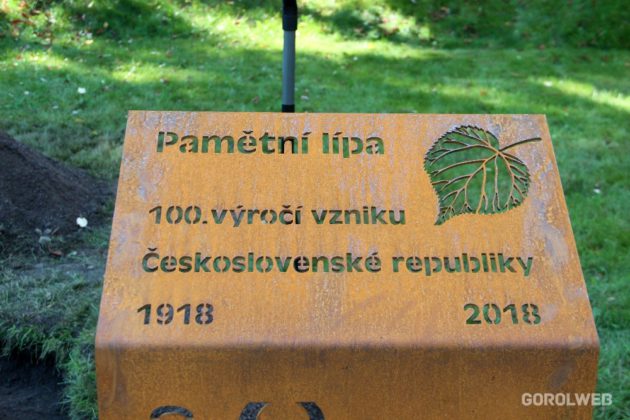 Pamětní lípa
100. výročí vzniku
Československé republiky
1918 2018
GOROLWEB